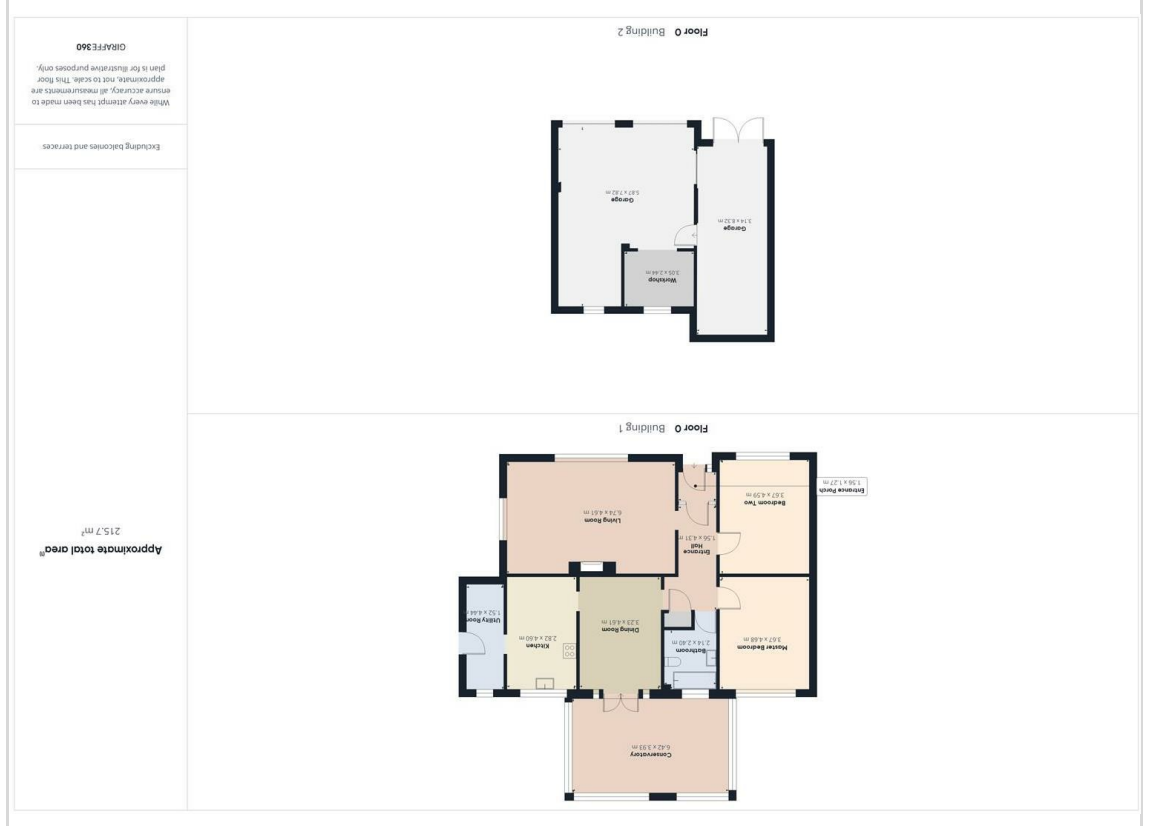 Conservatory
6.42 x 3.93 m
Master Bedroom
3.67 x 4.68 m
Bathroom
2.14 x 2.40 m
Dining Room
3.23 x 4.61 m
Kitchen
2.82 x 4.60 m
Utility Room
1.52 x 4.44 m
Entrance
Hall
1.56 x 4.31 m
Living Room
6.74 x 4.61 m
Bedroom Two
3.67 x 4.59 m
Entrance Porch
1.56 x 1.27 m
Floor 0 Building 1
Workshop
3.05 x 2.44 m
Garage
3.14 x 8.32 m
Garage
5.87 x 7.82 m
Floor 0 Building 2
Approximate total area⁽¹⁾
215.7 m²
Excluding balconies and terraces
While every attempt has been made to
ensure accuracy, all measurements are
approximate, not to scale. This floor
plan is for illustrative purposes only.
GIRAFFE360